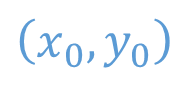 (x₀, y₀)